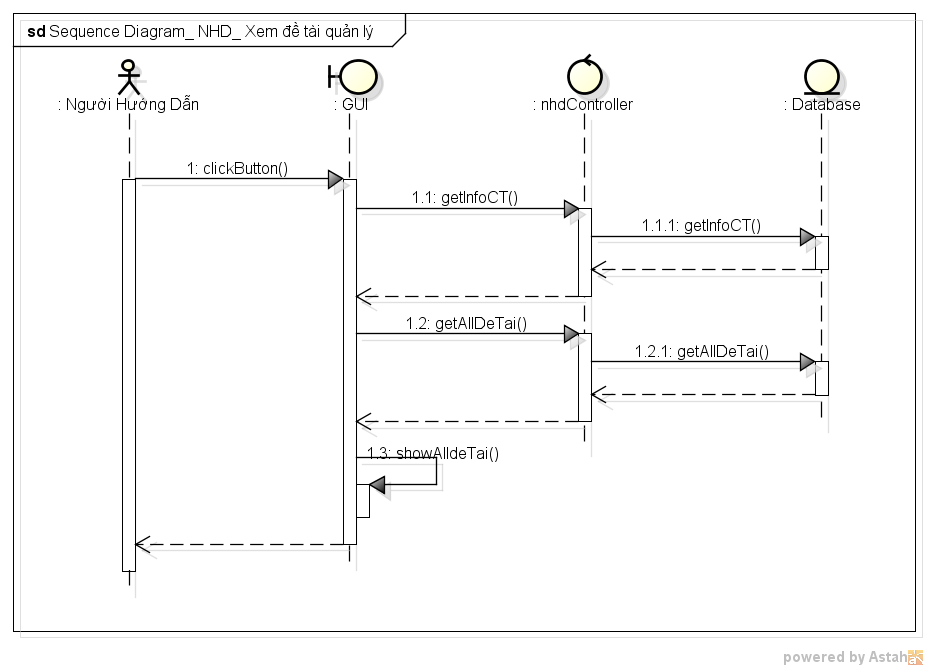 sd Sequence Diagram_ NHD_ Xem đề tài quản lý
: Người Hướng Dẫn
: GUI
: nhdController
: Database
1: clickButton()
1.1: getInfoCT()
1.1.1: getInfoCT()
1.2: getAllDeTai()
1.2.1: getAllDeTai()
1.3: showAlldeTai()
powered by Astah